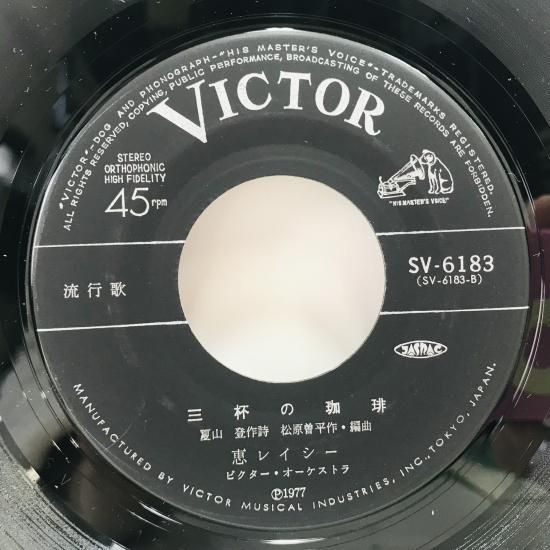 "VICTOR"-DOG AND PHONOGRAPH-"HIS MASTER'S VOICE"-TRADEMARKS REGISTERED.
ALL RIGHTS RESERVED, COPYING, PUBLIC PERFORMANCE, BROADCASTING OF THESE RECORDS ARE FORBIDDEN.
VICTOR
STEREO
ORTHOPHONIC
HIGH FIDELITY
45rpm
"HIS MASTER'S VOICE"
流行歌
SV-6183
(SV-6183-B)
JASRAC
三杯の珈琲
夏山 登作詩 松原曽平作・編曲
恵レイシー
ビクター・オーケストラ
Ⓟ1977
MANUFACTURED BY VICTOR MUSICAL INDUSTRIES, INC., TOKYO, JAPAN.